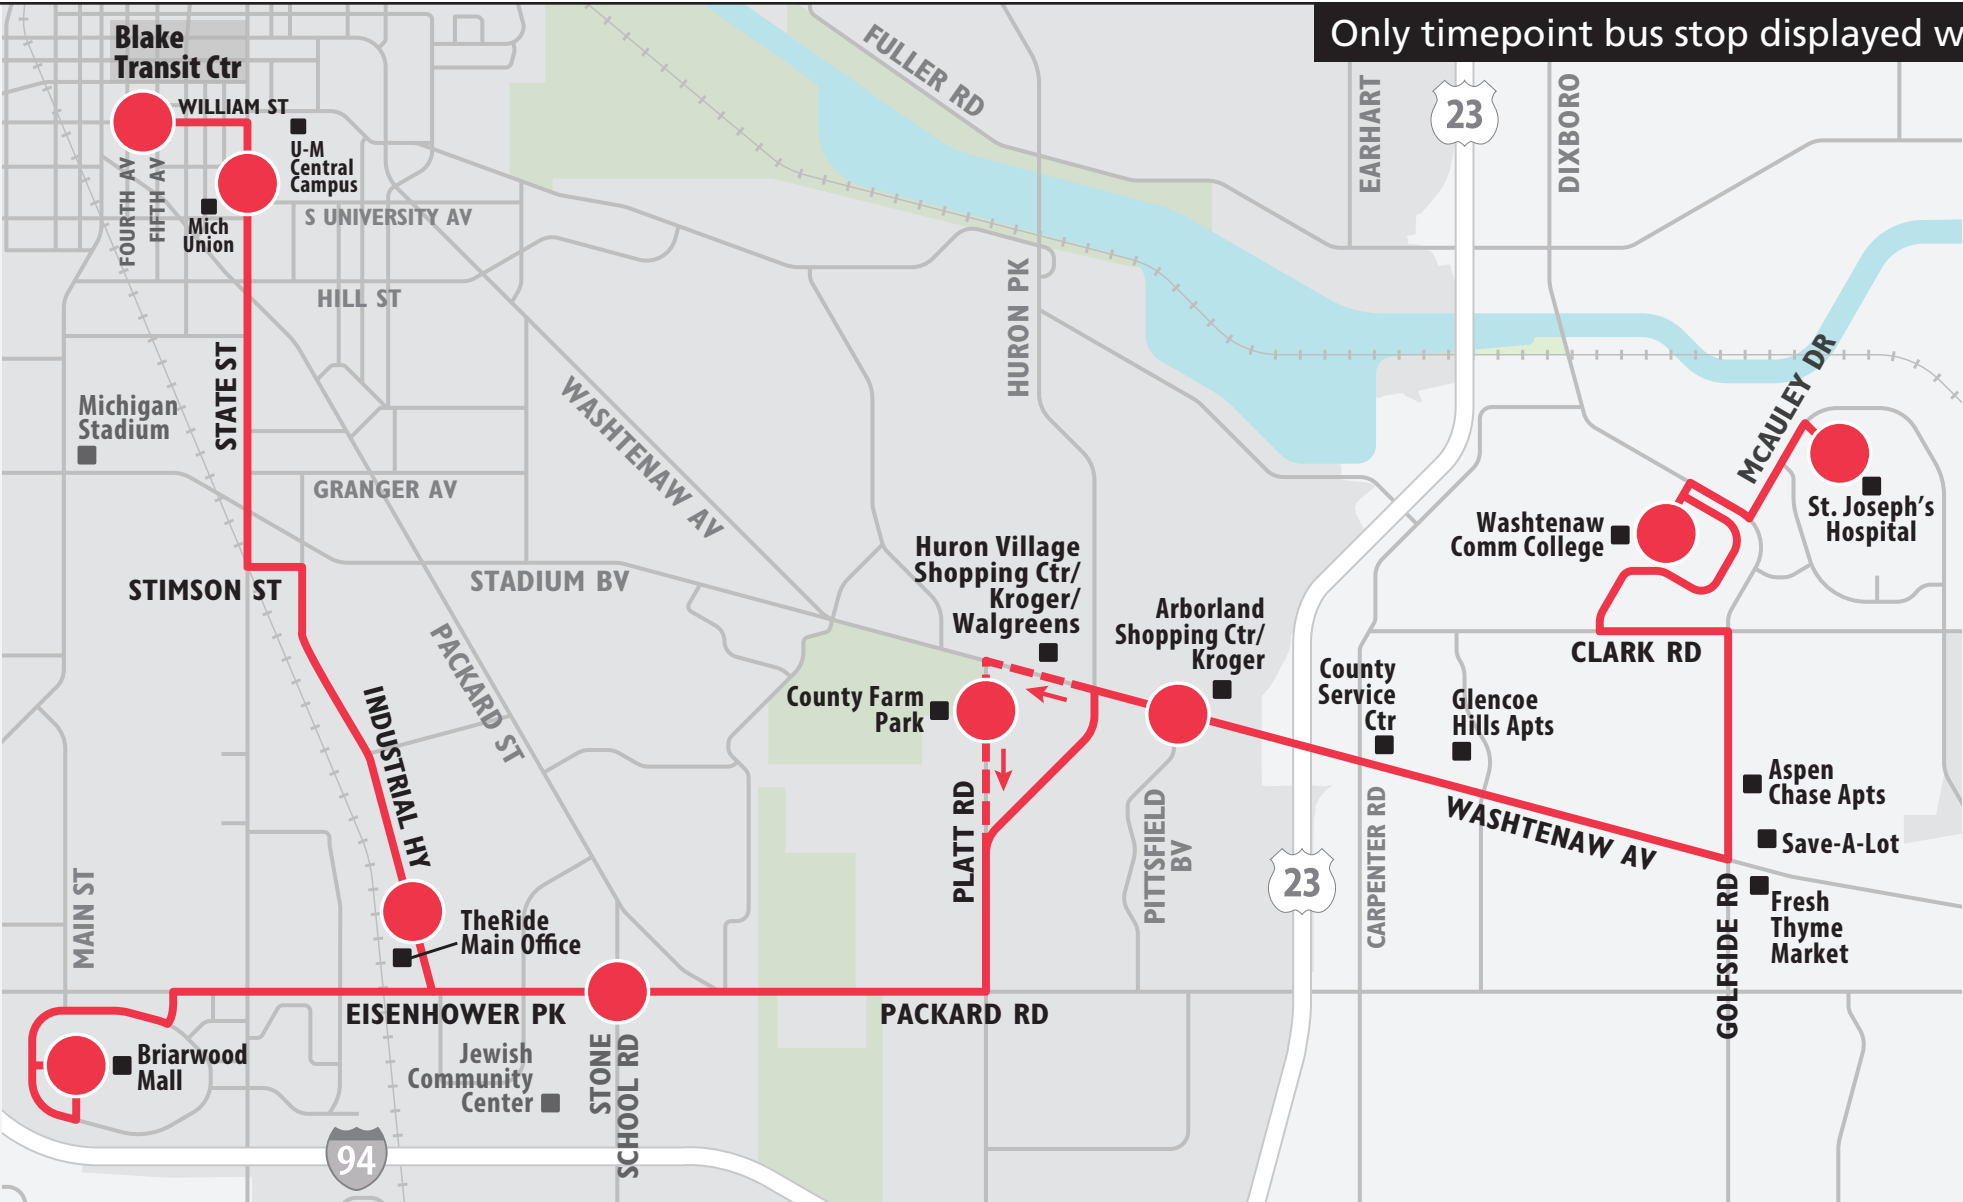 Only timepoint bus stop displayed w
Blake
Transit Ctr
WILLIAM ST
U-M
Central
Campus
FOURTH AV
FIFTH AV
Mich
Union
S UNIVERSITY AV
HILL ST
FULLER RD
EARHART
23
DIXBORO
HURON PK
STATE ST
Michigan
Stadium
WASHTENAW AV
GRANGER AV
MCAULEY DR
St. Joseph's
Hospital
Washtenaw
Comm College
STIMSON ST
STADIUM BV
Huron Village
Shopping Ctr/
Kroger/
Walgreens
Arborland
Shopping Ctr/
Kroger
CLARK RD
PACKARD ST
INDUSTRIAL HY
County Farm
Park
County
Service
Ctr
Glencoe
Hills Apts
Aspen
Chase Apts
Save-A-Lot
WASHTENAW AV
PLATT RD
PITTSFIELD
BV
CARPENTER RD
23
GOLFSIDE RD
Fresh
Thyme
Market
MAIN ST
TheRide
Main Office
EISENHOWER PK
PACKARD RD
STONE
SCHOOL RD
Briarwood
Mall
Jewish
Community
Center
94